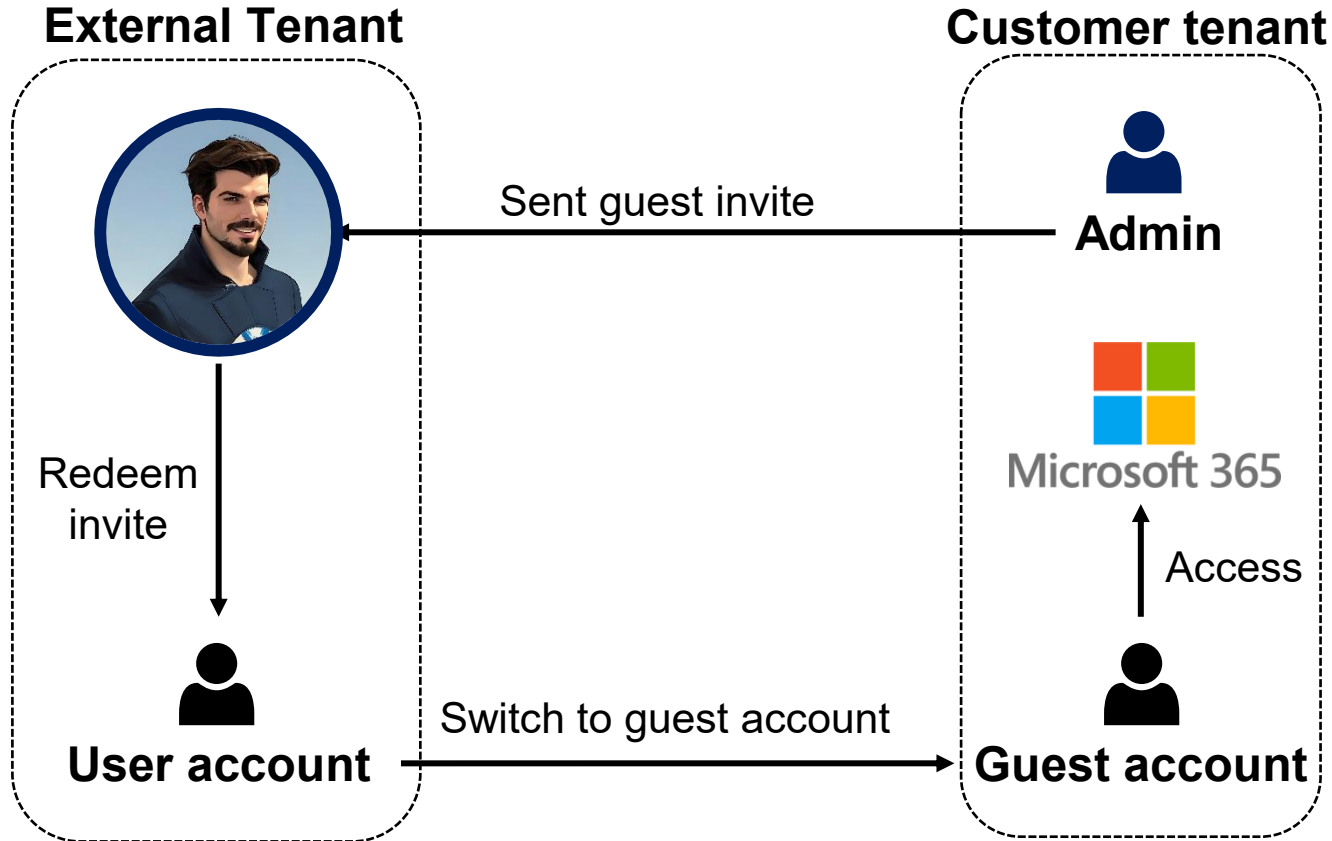 External Tenant
Customer tenant
Sent guest invite
Admin
Microsoft 365
Redeem
invite
Access
Switch to guest account
User account
Guest account